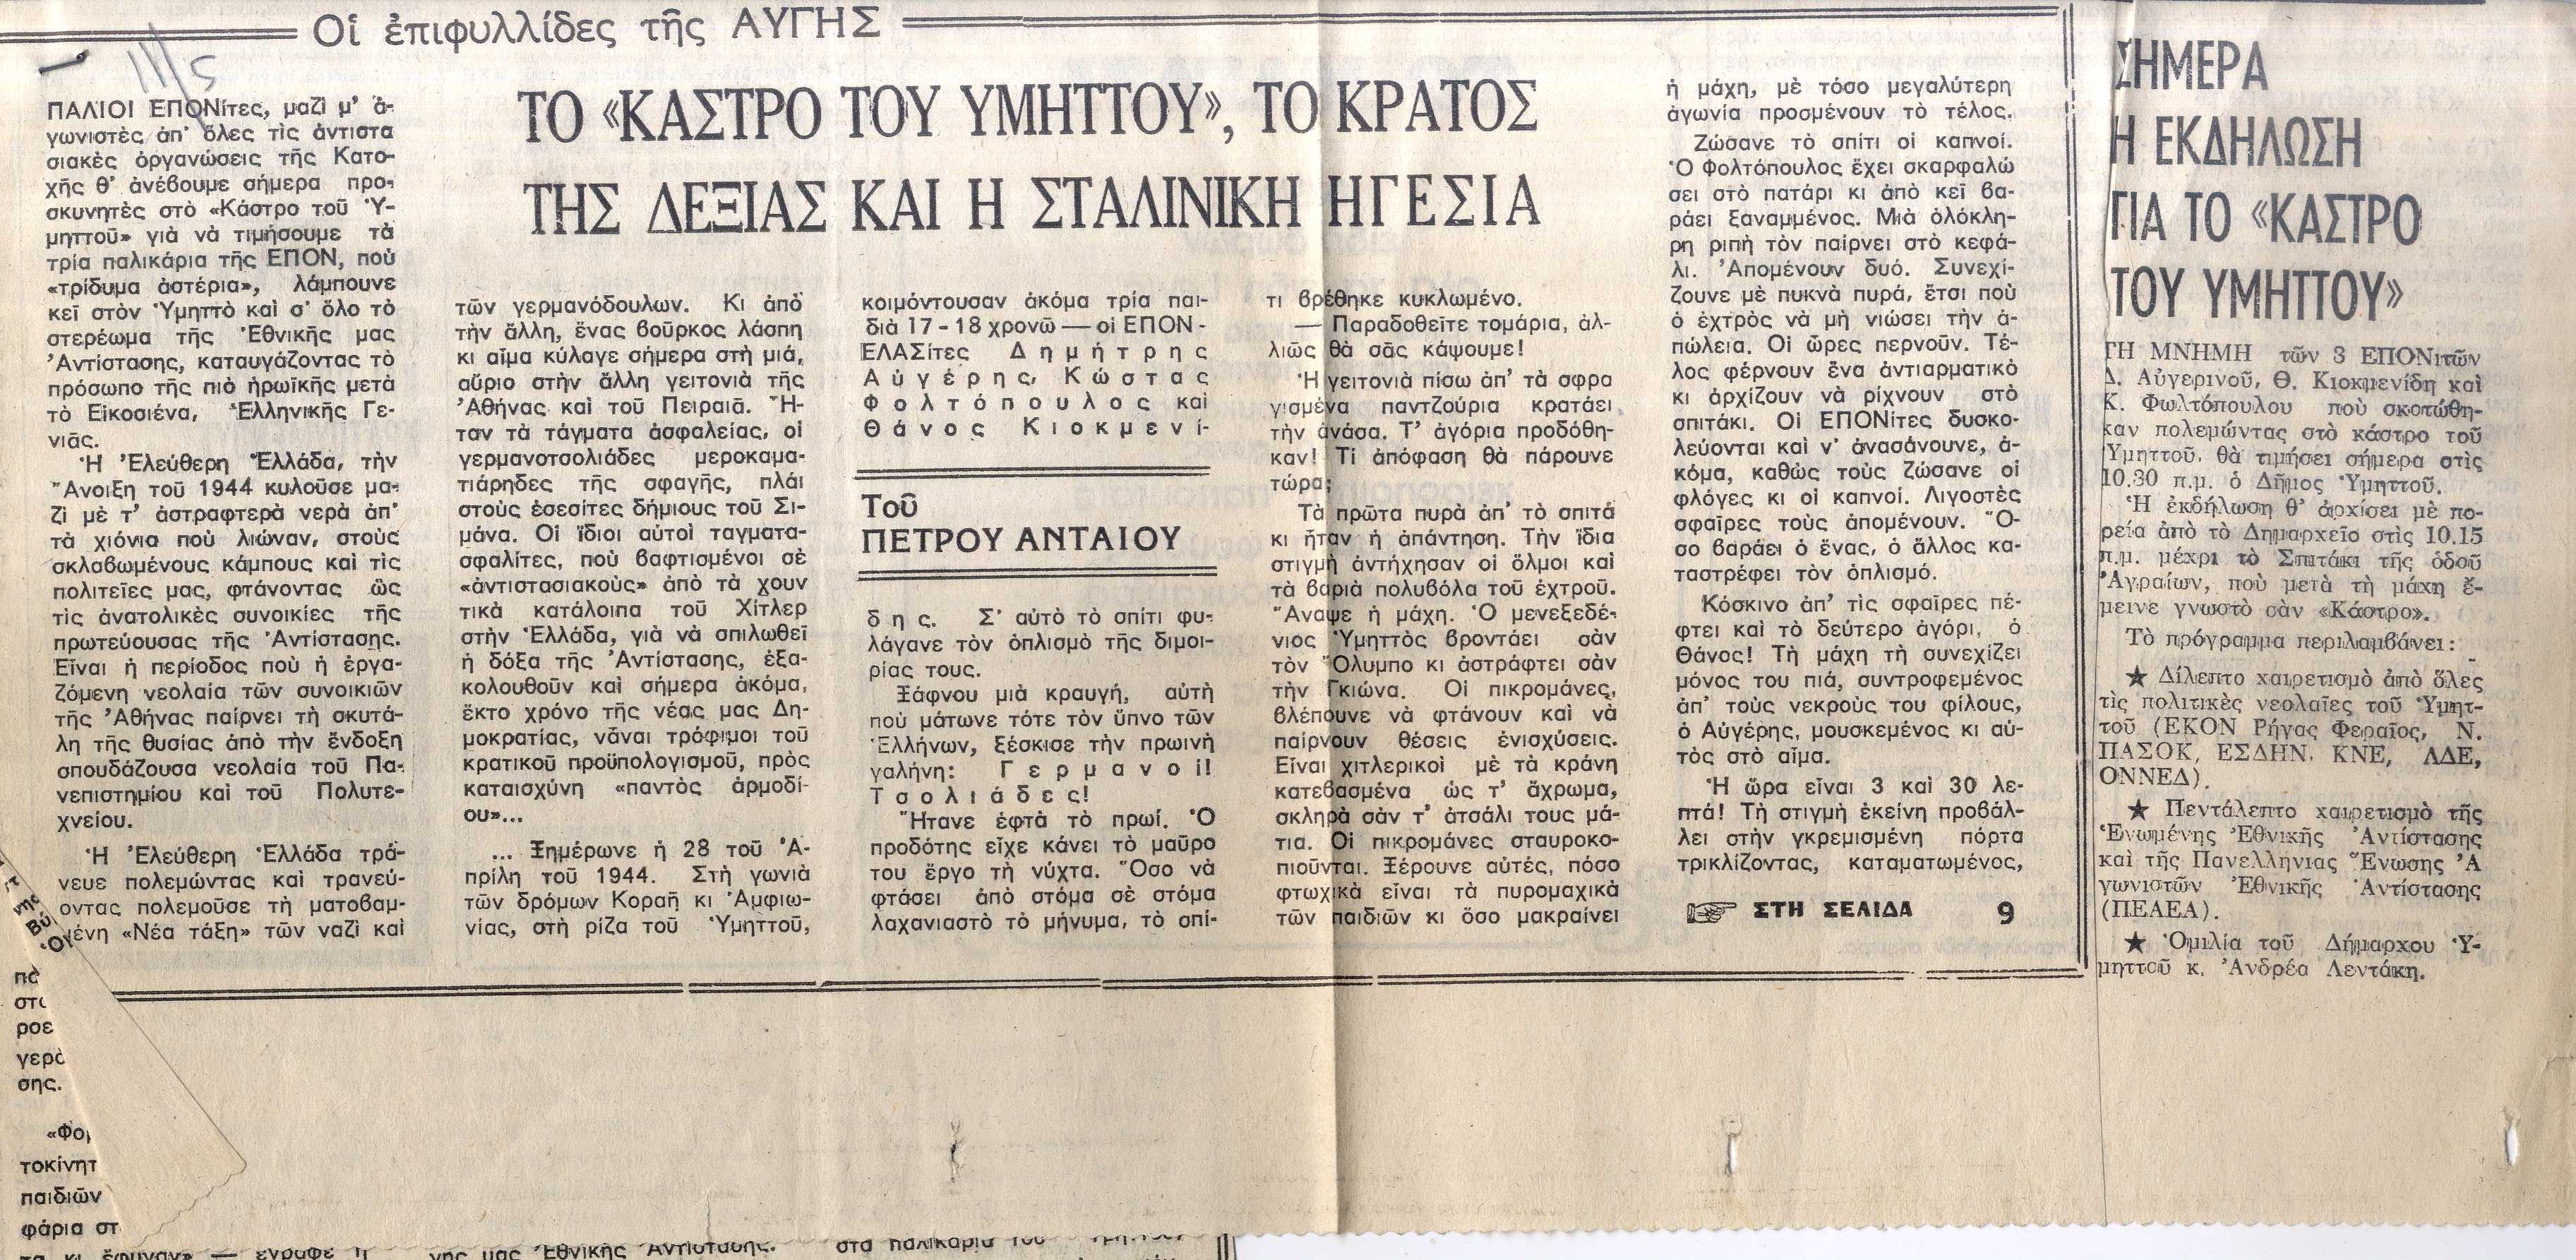 Οἱ ἐπιφυλλίδες τῆς ΑΥΓΗΣ
11/5
ΤΟ «ΚΑΣΤΡΟ ΤΟΥ ΥΜΗΤΤΟΥ», ΤΟ ΚΡΑΤΟΣ
ΤΗΣ ΔΕΞΙΑΣ ΚΑΙ Η ΣΤΑΛΙΝΙΚΗ ΗΓΕΣΙΑ
ΠΑΛΙΟΙ ΕΠΟΝίτες, μαζὶ μ' ἀ-
γωνιστὲς ἀπ' ὅλες τὶς ἀντιστα
σιακὲς ὀργανώσεις τῆς Κατο-
χῆς θ' ἀνέβουμε σήμερα προ-
σκυνητὲς στὸ «Κάστρο τοῦ Ὑ-
μηττοῦ» γιὰ νὰ τιμήσουμε τὰ
τρία παλικάρια τῆς ΕΠΟΝ, ποὺ
«τρίδυμα ἀστέρια», λάμπουνε
κεῖ στὸν Ὑμηττὸ καὶ σ' ὅλο τὸ
στερέωμα τῆς Ἐθνικῆς μας
Ἀντίστασης, καταυγάζοντας τὸ
πρόσωπο τῆς πιὸ ἡρωϊκῆς μετὰ
τὸ Εἰκοσιένα, Ἑλληνικῆς Γε-
νιᾶς.
Ἡ Ἐλεύθερη Ἑλλάδα, τὴν
Ἄνοιξη τοῦ 1944 κυλοῦσε μα-
ζὶ μὲ τ' ἀστραφτερὰ νερὰ ἀπ'
τὰ χιόνια ποὺ λιώναν, στοὺς
σκλαβωμένους κάμπους καὶ τὶς
πολιτεῖες μας, φτάνοντας ὣς
τὶς ἀνατολικὲς συνοικίες τῆς
πρωτεύουσας τῆς Ἀντίστασης.
Εἶναι ἡ περίοδος ποὺ ἡ ἐργα-
ζόμενη νεολαία τῶν συνοικιῶν
τῆς Ἀθήνας παίρνει τὴ σκυτά-
λη τῆς θυσίας ἀπὸ τὴν ἔνδοξη
σπουδάζουσα νεολαία τοῦ Πα-
νεπιστημίου καὶ τοῦ Πολυτε-
χνείου.
Ἡ Ἐλεύθερη Ἑλλάδα τρά-
νευε πολεμώντας καὶ τρανεύ-
οντας πολεμοῦσε τὴ ματοβαμ-
μένη «Νέα τάξη» τῶν ναζὶ καὶ
τῶν γερμανόδουλων. Κι ἀπὸ
τὴν ἄλλη, ἕνας βοῦρκος λάσπη
κι αἷμα κύλαγε σήμερα στὴ μιά,
αὔριο στὴν ἄλλη γειτονιὰ τῆς
Ἀθήνας καὶ τοῦ Πειραιᾶ. Ἤ-
ταν τὰ τάγματα ἀσφαλείας, οἱ
γερμανοτσολιάδες μεροκαμα-
τιάρηδες τῆς σφαγῆς, πλάι
στοὺς ἐσεσίτες δήμιους τοῦ Σι-
μάνα. Οἱ ἴδιοι αὐτοὶ ταγματα-
σφαλίτες, ποὺ βαφτισμένοι σὲ
«ἀντιστασιακοὺς» ἀπὸ τὰ χουν
τικὰ κατάλοιπα τοῦ Χίτλερ
στὴν Ἑλλάδα, γιὰ νὰ σπιλωθεῖ
ἡ δόξα τῆς Ἀντίστασης, ἐξα-
κολουθοῦν καὶ σήμερα ἀκόμα,
ἕκτο χρόνο τῆς νέας μας Δη-
μοκρατίας, νἆναι τρόφιμοι τοῦ
κρατικοῦ προϋπολογισμοῦ, πρὸς
καταισχύνη «παντὸς ἁρμοδί-
ου»...
... Ξημέρωνε ἡ 28 τοῦ Ἀ-
πρίλη τοῦ 1944. Στὴ γωνιὰ
τῶν δρόμων Κοραῆ κι Ἀμφιω-
νίας, στὴ ρίζα τοῦ Ὑμηττοῦ,
κοιμόντουσαν ἀκόμα τρία παι-
διὰ 17 - 18 χρονῶ — οἱ ΕΠΟΝ -
ΕΛΑΣίτες Δημήτρης
Αὐγέρης, Κώστας
Φολτόπουλος καὶ
Θάνος Κιοκμενί-
Τοῦ
ΠΕΤΡΟΥ ΑΝΤΑΙΟΥ
δης. Σ' αὐτὸ τὸ σπίτι φυ-
λάγανε τὸν ὁπλισμὸ τῆς διμοι-
ρίας τους.
Ξάφνου μιὰ κραυγή, αὐτὴ
ποὺ μάτωνε τότε τὸν ὕπνο τῶν
Ἑλλήνων, ξέσκισε τὴν πρωινὴ
γαλήνη: Γερμανοί!
Τσολιάδες!
Ἤτανε ἑφτὰ τὸ πρωί. Ὁ
προδότης εἶχε κάνει τὸ μαῦρο
του ἔργο τὴ νύχτα. Ὅσο νὰ
φτάσει ἀπὸ στόμα σὲ στόμα
λαχανιαστὸ τὸ μήνυμα, τὸ σπί-
τι βρέθηκε κυκλωμένο.
— Παραδοθεῖτε τομάρια, ἀλ-
λιῶς θὰ σᾶς κάψουμε!
Ἡ γειτονιὰ πίσω ἀπ' τὰ σφρα
γισμένα παντζούρια κρατάει
τὴν ἀνάσα. Τ' ἀγόρια προδόθη-
καν! Τί ἀπόφαση θὰ πάρουνε
τώρα;
Τὰ πρῶτα πυρὰ ἀπ' τὸ σπιτά
κι ἦταν ἡ ἀπάντηση. Τὴν ἴδια
στιγμὴ ἀντήχησαν οἱ ὅλμοι καὶ
τὰ βαριὰ πολυβόλα τοῦ ἐχτροῦ.
Ἄναψε ἡ μάχη. Ὁ μενεξεδέ-
νιος Ὑμηττὸς βροντάει σὰν
τὸν Ὄλυμπο κι ἀστράφτει σὰν
τὴν Γκιώνα. Οἱ πικρομάνες,
βλέπουνε νὰ φτάνουν καὶ νὰ
παίρνουν θέσεις ἐνισχύσεις.
Εἶναι χιτλερικοὶ μὲ τὰ κράνη
κατεβασμένα ὡς τ' ἄχρωμα,
σκληρὰ σὰν τ' ἀτσάλι τους μά-
τια. Οἱ πικρομάνες σταυροκο-
πιοῦνται. Ξέρουνε αὐτές, πόσο
φτωχικὰ εἶναι τὰ πυρομαχικὰ
τῶν παιδιῶν κι ὅσο μακραίνει
ἡ μάχη, μὲ τόσο μεγαλύτερη
ἀγωνία προσμένουν τὸ τέλος.
Ζώσανε τὸ σπίτι οἱ καπνοί.
Ὁ Φολτόπουλος ἔχει σκαρφαλώ
σει στὸ πατάρι κι ἀπὸ κεῖ βα-
ράει ξαναμμένος. Μιὰ ὁλόκλη-
ρη ριπὴ τὸν παίρνει στὸ κεφά-
λι. Ἀπομένουν δυό. Συνεχί-
ζουνε μὲ πυκνὰ πυρά, ἔτσι ποὺ
ὁ ἐχτρὸς νὰ μὴ νιώσει τὴν ἀ-
πώλεια. Οἱ ὧρες περνοῦν. Τέ-
λος φέρνουν ἕνα ἀντιαρματικὸ
κι ἀρχίζουν νὰ ρίχνουν στὸ
σπιτάκι. Οἱ ΕΠΟΝίτες δυσκο-
λεύονται καὶ ν' ἀνασάνουνε, ἀ-
κόμα, καθὼς τοὺς ζώσανε οἱ
φλόγες κι οἱ καπνοί. Λιγοστὲς
σφαῖρες τοὺς ἀπομένουν. Ὅ-
σο βαράει ὁ ἕνας, ὁ ἄλλος κα-
ταστρέφει τὸν ὁπλισμό.
Κόσκινο ἀπ' τὶς σφαῖρες πέ-
φτει καὶ τὸ δεύτερο ἀγόρι, ὁ
Θάνος! Τὴ μάχη τὴ συνεχίζει
μόνος του πιά, συντροφεμένος
ἀπ' τοὺς νεκροὺς του φίλους,
ὁ Αὐγέρης, μουσκεμένος κι αὐ-
τὸς στὸ αἷμα.
Ἡ ὥρα εἶναι 3 καὶ 30 λε-
πτά! Τὴ στιγμὴ ἐκείνη προβάλ-
λει στὴν γκρεμισμένη πόρτα
τρικλίζοντας, καταματωμένος,
☞ ΣΤΗ ΣΕΛΙΔΑ 9
ΣΗΜΕΡΑ
Η ΕΚΔΗΛΩΣΗ
ΓΙΑ ΤΟ «ΚΑΣΤΡΟ
ΤΟΥ ΥΜΗΤΤΟΥ»
ΤΗ ΜΝΗΜΗ τῶν 3 ΕΠΟΝιτῶν
Δ. Αὐγερινοῦ, Θ. Κιοκμενίδη καὶ
Κ. Φωλτόπουλου ποὺ σκοτώθη-
καν πολεμώντας στὸ κάστρο τοῦ
Ὑμηττοῦ, θὰ τιμήσει σήμερα στὶς
10.30 π.μ. ὁ Δῆμος Ὑμηττοῦ.
Ἡ ἐκδήλωση θ' ἀρχίσει μὲ πο-
ρεία ἀπὸ τὸ Δημαρχεῖο στὶς 10.15
π.μ. μέχρι τὸ Σπιτάκι τῆς ὁδοῦ
Ἀγραίων, ποὺ μετὰ τὴ μάχη ἔ-
μεινε γνωστὸ σὰν «Κάστρο».
Τὸ πρόγραμμα περιλαμβάνει:
★ Δίλεπτο χαιρετισμὸ ἀπὸ ὅλες
τὶς πολιτικὲς νεολαῖες τοῦ Ὑμητ-
τοῦ (ΕΚΟΝ Ρήγας Φεραῖος, Ν.
ΠΑΣΟΚ, ΕΣΔΗΝ, ΚΝΕ, ΛΔΕ,
ΟΝΝΕΔ).
★ Πεντάλεπτο χαιρετισμὸ τῆς
Ἑνωμένης Ἐθνικῆς Ἀντίστασης
καὶ τῆς Πανελλήνιας Ἕνωσης Ἀ
γωνιστῶν Ἐθνικῆς Ἀντίστασης
(ΠΕΑΕΑ).
★ Ὁμιλία τοῦ Δήμαρχου Ὑ-
μηττοῦ κ. Ἀνδρέα Λεντάκη.
νης
Βύ
στο
ροε
γερὸ
σης.
«Φορ
τοκίνητ
παιδιῶν
φάρια στ
τα κι ἔφυγαν» — ἔγραφε ἡ
νης μας Ἐθνικῆς Ἀντίστασης.
στὰ παλικάρια τοῦ